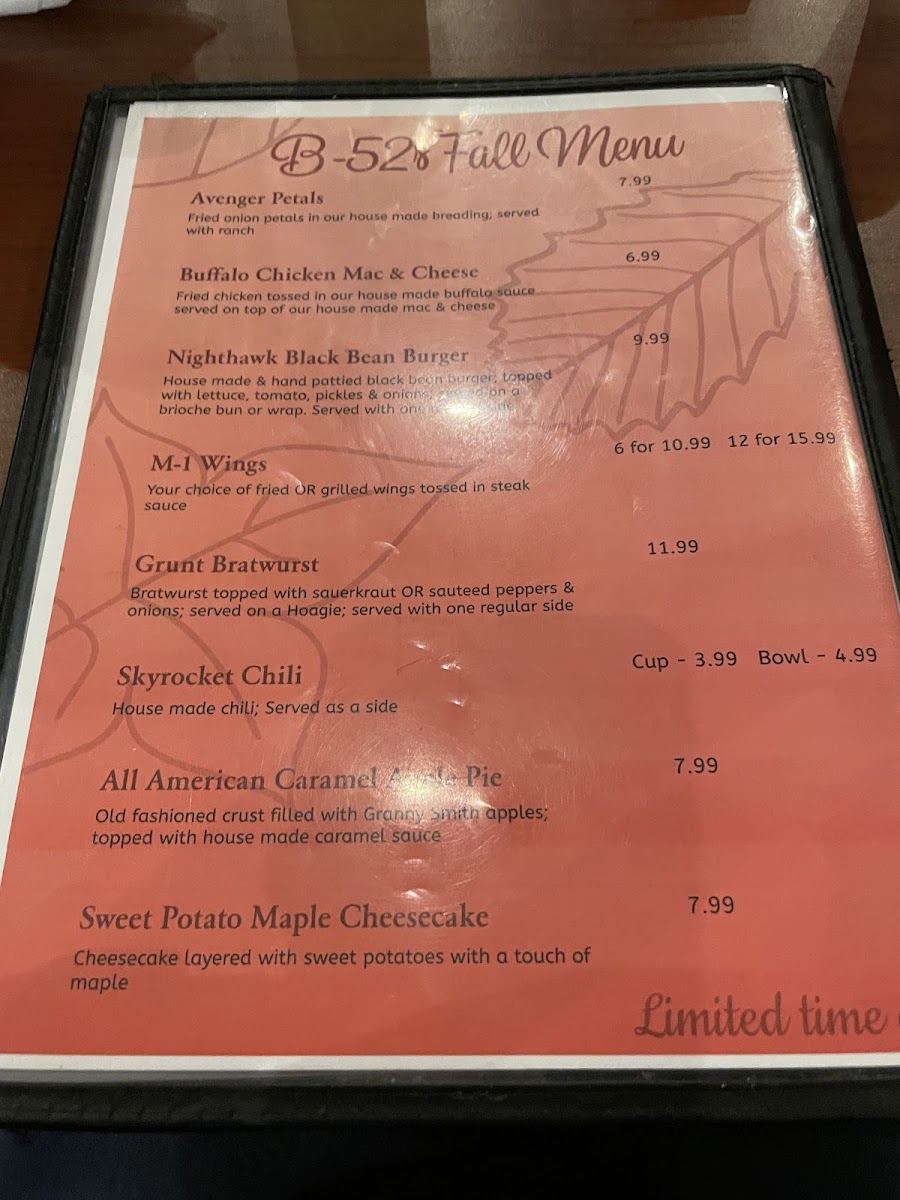 B-52s Fall Menu
Avenger Petals 7.99
Fried onion petals in our house made breading; served
with ranch
Buffalo Chicken Mac & Cheese 6.99
Fried chicken tossed in our house made buffalo sauce
served on top of our house made mac & cheese
Nighthawk Black Bean Burger 9.99
House made & hand pattied black bean burger; topped
with lettuce, tomato, pickles & onions; on a
brioche bun or wrap. Served with one
M-1 Wings 6 for 10.99 12 for 15.99
Your choice of fried OR grilled wings tossed in steak
sauce
Grunt Bratwurst 11.99
Bratwurst topped with sauerkraut OR sauteed peppers &
onions; served on a Hoagie; served with one regular side
Skyrocket Chili Cup - 3.99 Bowl - 4.99
House made chili; Served as a side
All American Caramel Apple Pie 7.99
Old fashioned crust filled with Granny Smith apples;
topped with house made caramel sauce
Sweet Potato Maple Cheesecake 7.99
Cheesecake layered with sweet potatoes with a touch of
maple
Limited time